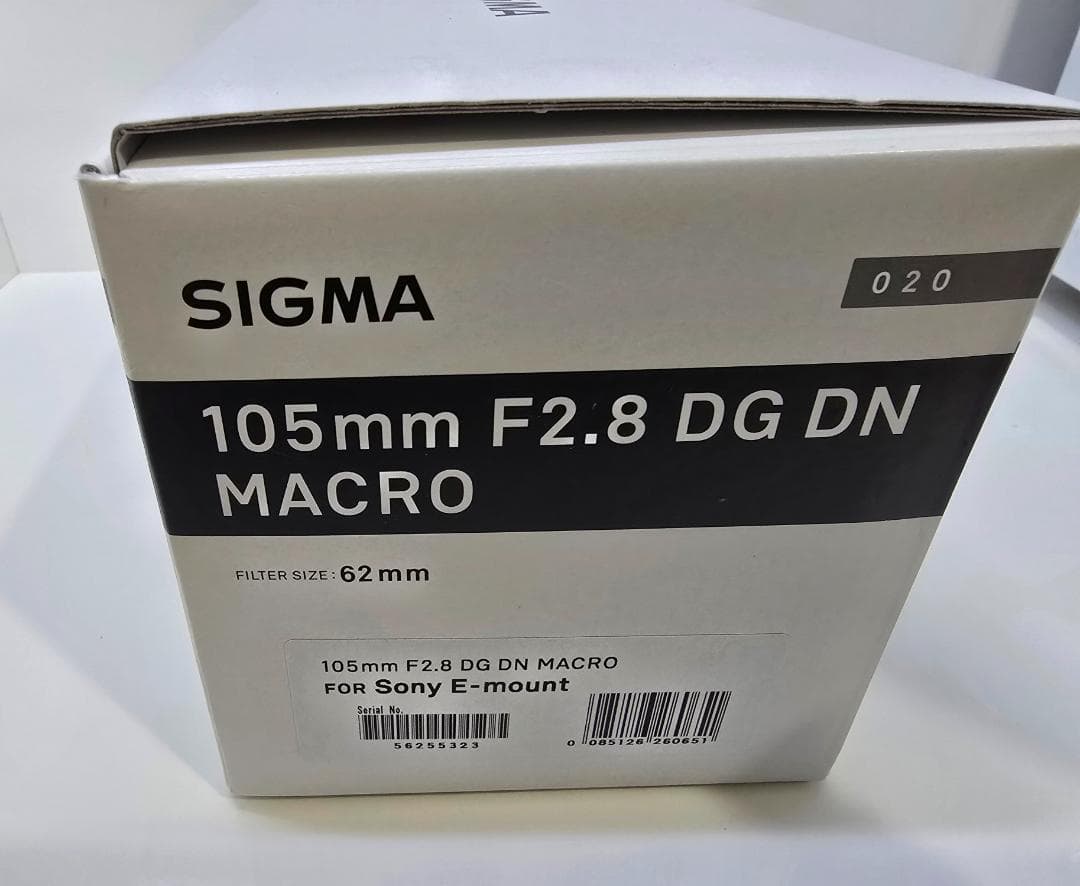 SIGMA
020
105mm F2.8 DG DN
MACRO
FILTER SIZE: 62mm
105mm F2.8 DG DN MACRO
FOR Sony E-mount
Serial No.
56255323
0 085126 260651